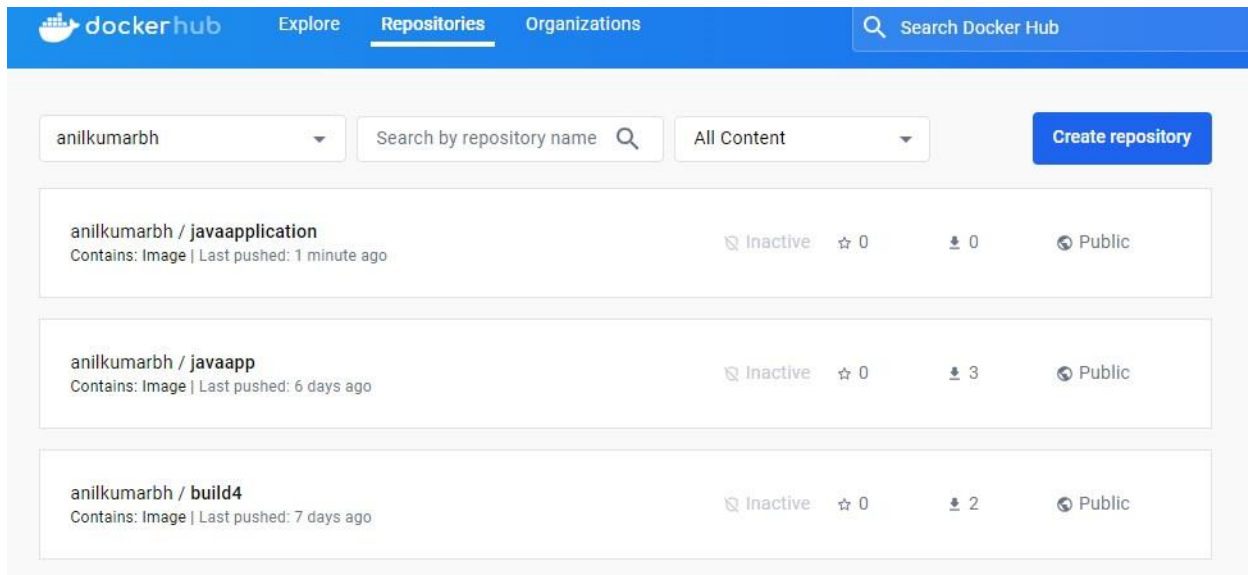 dockerhub Explore Repositories Organizations Search Docker Hub
anilkumarbh Search by repository name All Content Create repository
anilkumarbh / javaapplication Inactive 0 0 Public
Contains: Image | Last pushed: 1 minute ago
anilkumarbh / javaapp Inactive 0 3 Public
Contains: Image | Last pushed: 6 days ago
anilkumarbh / build4 Inactive 0 2 Public
Contains: Image | Last pushed: 7 days ago